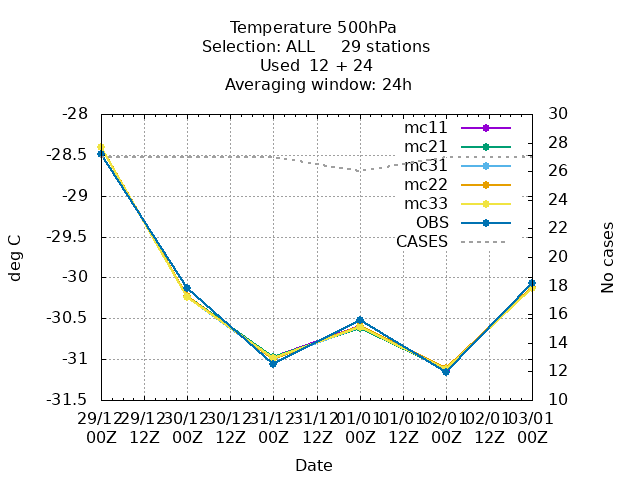 Temperature 500hPa
Selection: ALL 29 stations
Used 12 + 24
Averaging window: 24h
-28
-28.5
-29
-29.5
-30
-30.5
-31
-31.5
deg C
30
28
26
24
22
20
18
16
14
12
10
No cases
mc11
mc21
mc31
mc22
mc33
OBS
CASES
29/12 29/12 30/12 30/12 31/12 31/12 01/01 01/01 02/01 02/01 03/01
00Z 12Z 00Z 12Z 00Z 12Z 00Z 12Z 00Z 12Z 00Z
Date